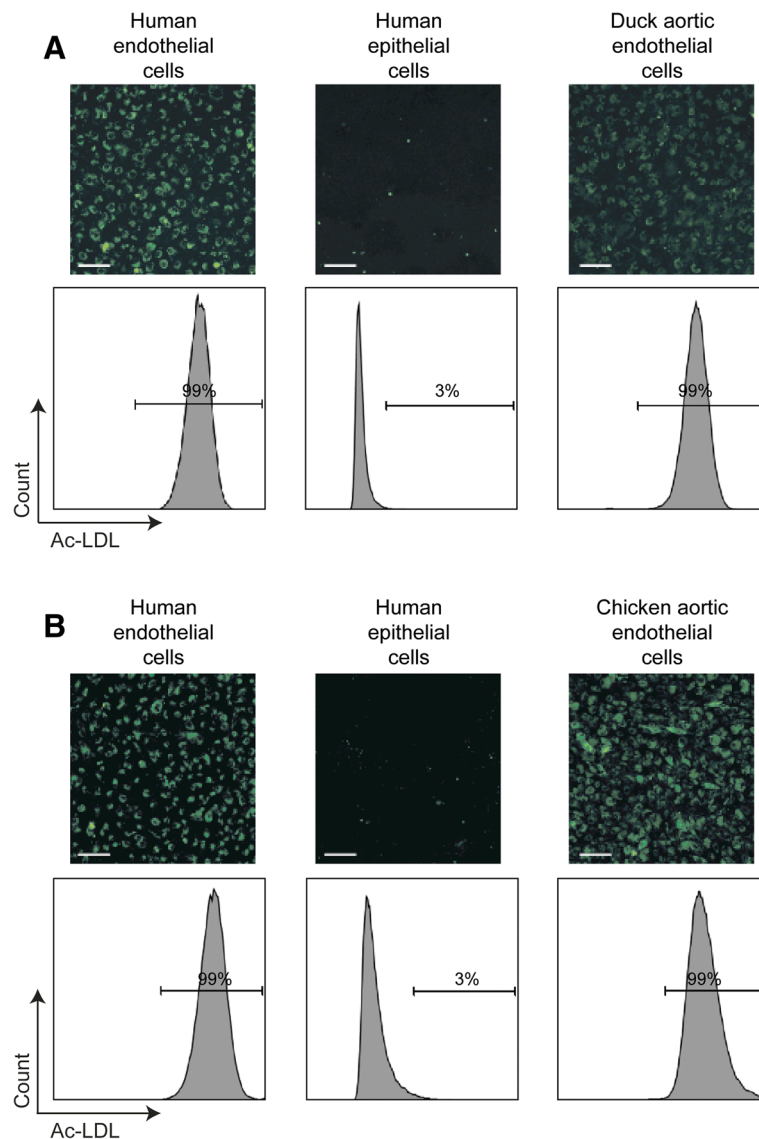 A
Human
endothelial
cells
Human
epithelial
cells
Duck aortic
endothelial
cells
99%
3%
99%
Count
Ac-LDL
B
Human
endothelial
cells
Human
epithelial
cells
Chicken aortic
endothelial
cells
99%
3%
99%
Count
Ac-LDL